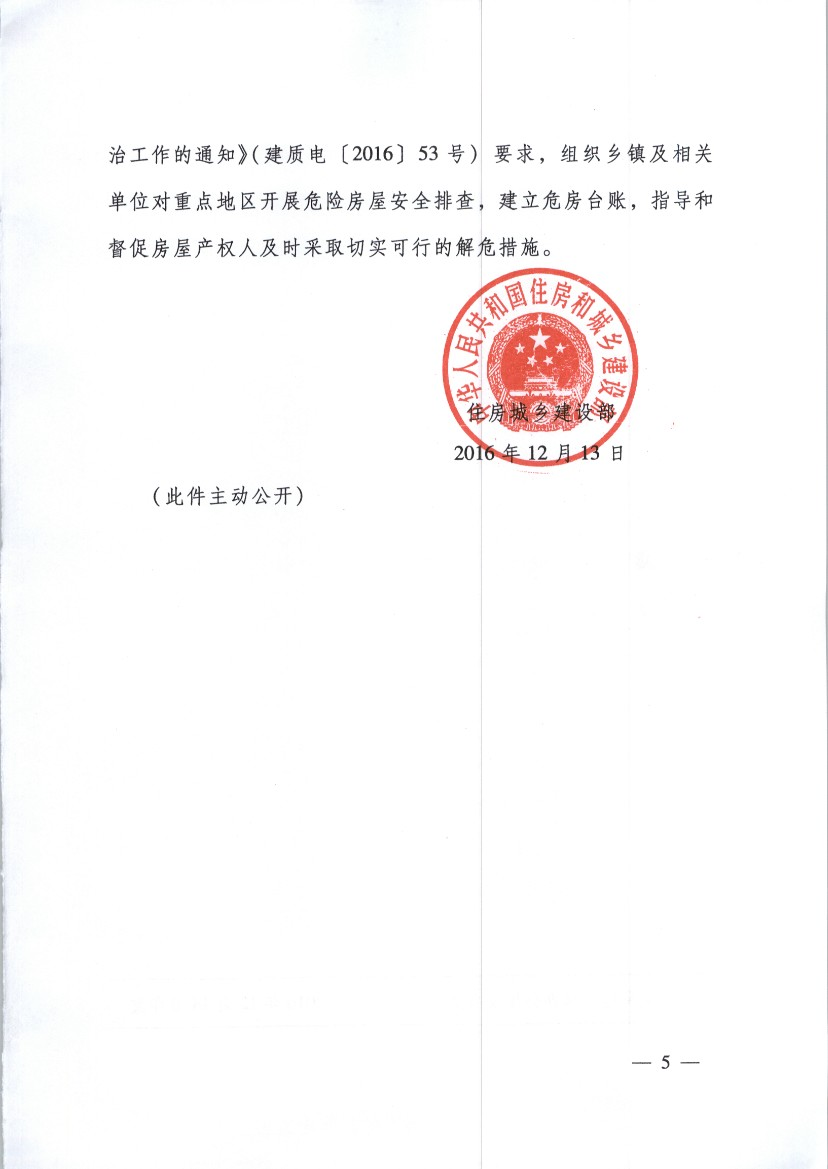 治工作的通知》(建质电〔2016〕53号)要求，组织乡镇及相关
单位对重点地区开展危险房屋安全排查，建立危房台账，指导和
督促房屋产权人及时采取切实可行的解危措施。
中华人民共和国住房和城乡建设部
住房城乡建设部
2016年12月13日
(此件主动公开)
— 5 —